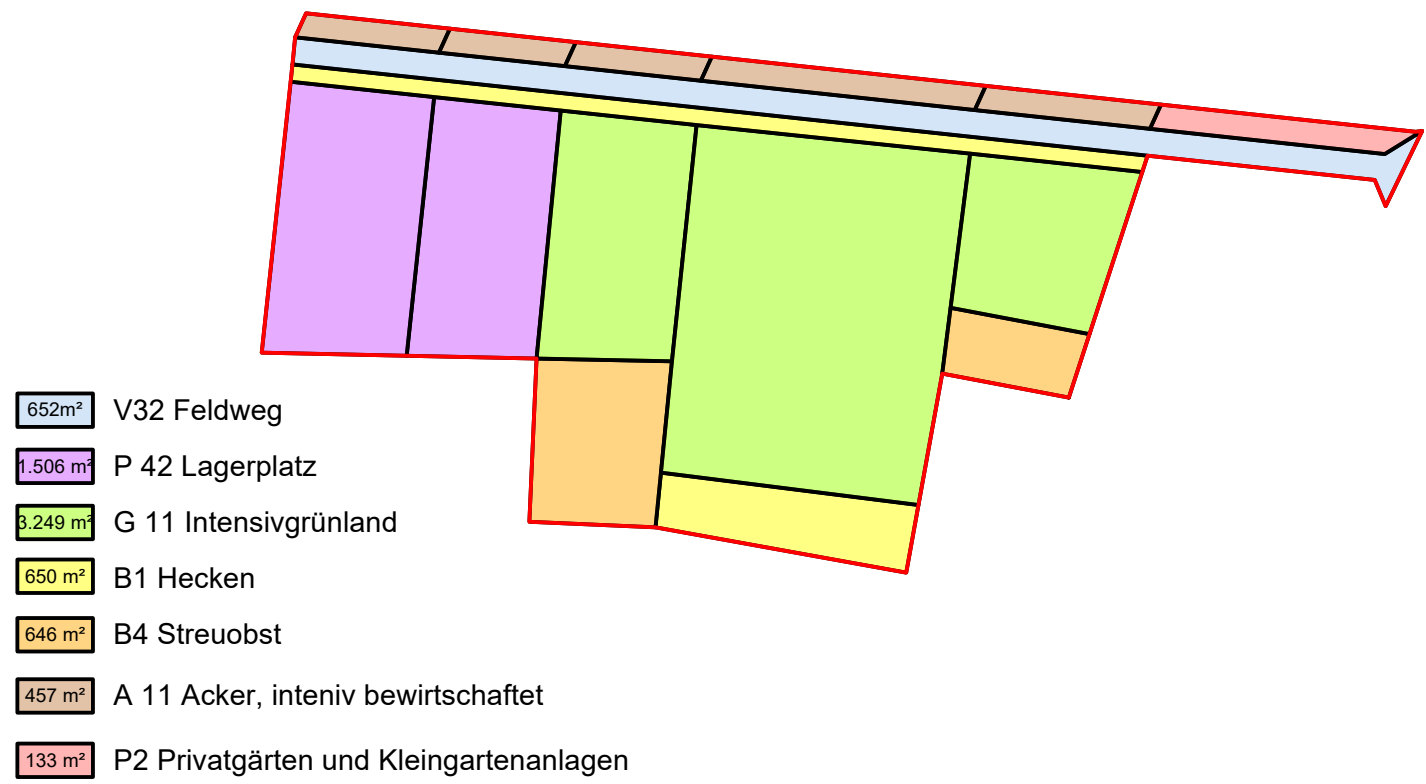 652m² V32 Feldweg
1.506 m² P 42 Lagerplatz
3.249 m² G 11 Intensivgrünland
650 m² B1 Hecken
646 m² B4 Streuobst
457 m² A 11 Acker, inteniv bewirtschaftet
133 m² P2 Privatgärten und Kleingartenanlagen